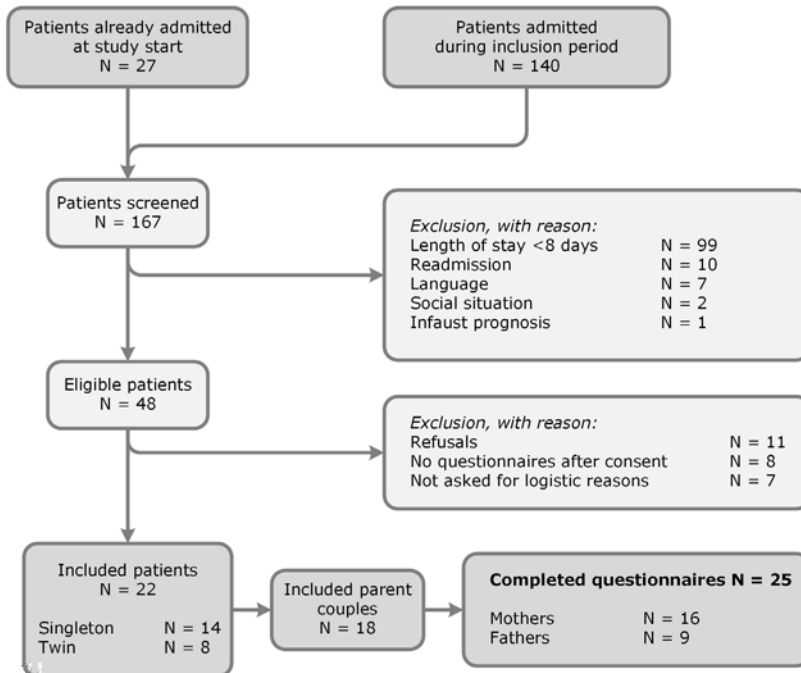 Patients already admitted
at study start
N = 27
Patients admitted
during inclusion period
N = 140
Patients screened
N = 167
Exclusion, with reason:
Length of stay <8 days N = 99
Readmission N = 10
Language N = 7
Social situation N = 2
Infaust prognosis N = 1
Eligible patients
N = 48
Exclusion, with reason:
Refusals N = 11
No questionnaires after consent N = 8
Not asked for logistic reasons N = 7
Included patients
N = 22
Singleton N = 14
Twin N = 8
Included parent
couples
N = 18
Completed questionnaires N = 25
Mothers N = 16
Fathers N = 9